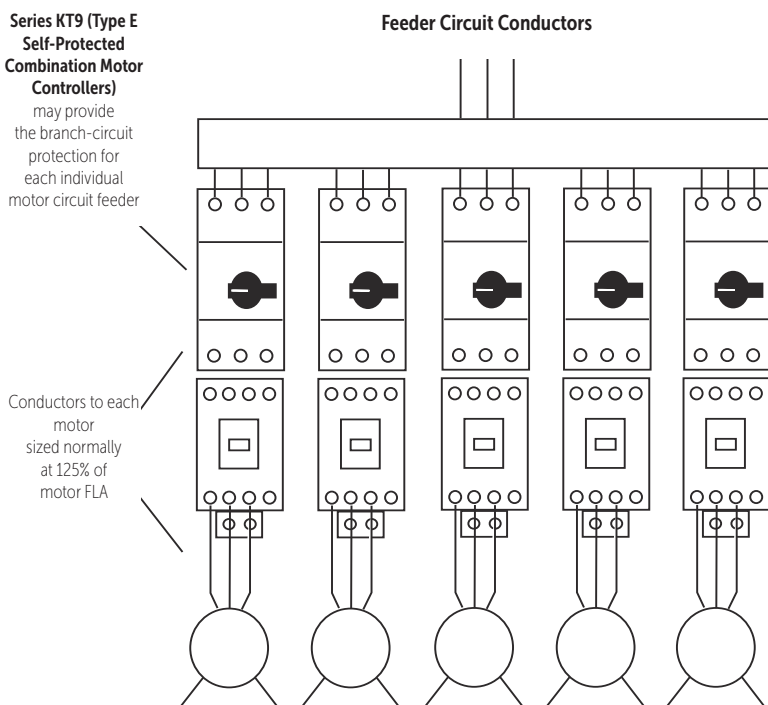 Series KT9 (Type E
Self-Protected
Combination Motor
Controllers)
may provide
the branch-circuit
protection for
each individual
motor circuit feeder
Feeder Circuit Conductors
Conductors to each
motor
sized normally
at 125% of
motor FLA